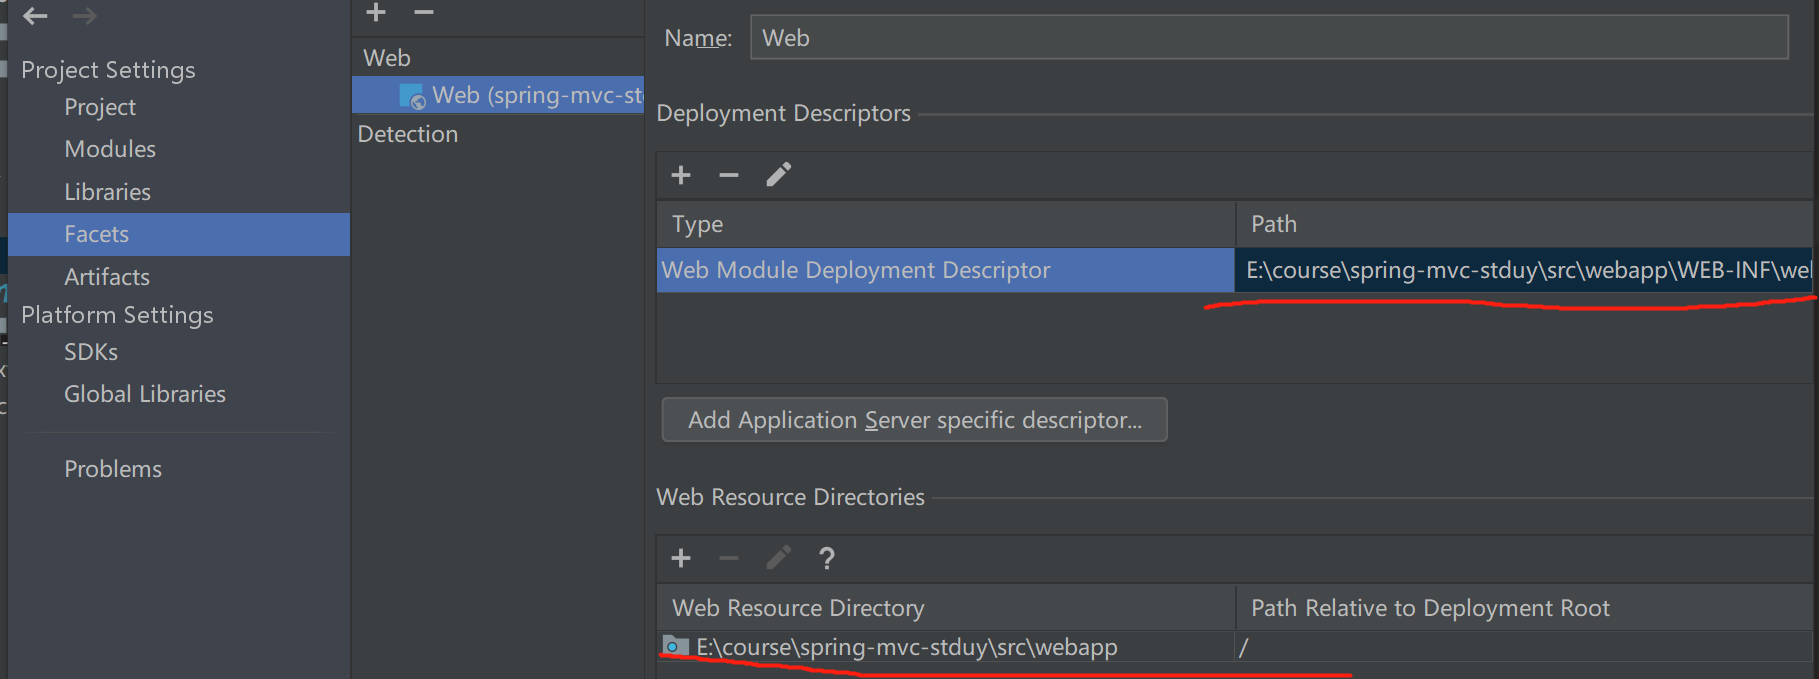 Project Settings
Project
Modules
Libraries
Facets
Artifacts
Platform Settings
SDKs
Global Libraries
Problems
Web
Web (spring-mvc-st
Detection
Name: Web
Deployment Descriptors
Type Path
Web Module Deployment Descriptor E:\course\spring-mvc-stduy\src\webapp\WEB-INF\we
Add Application Server specific descriptor...
Web Resource Directories
?
Web Resource Directory Path Relative to Deployment Root
E:\course\spring-mvc-stduy\src\webapp /